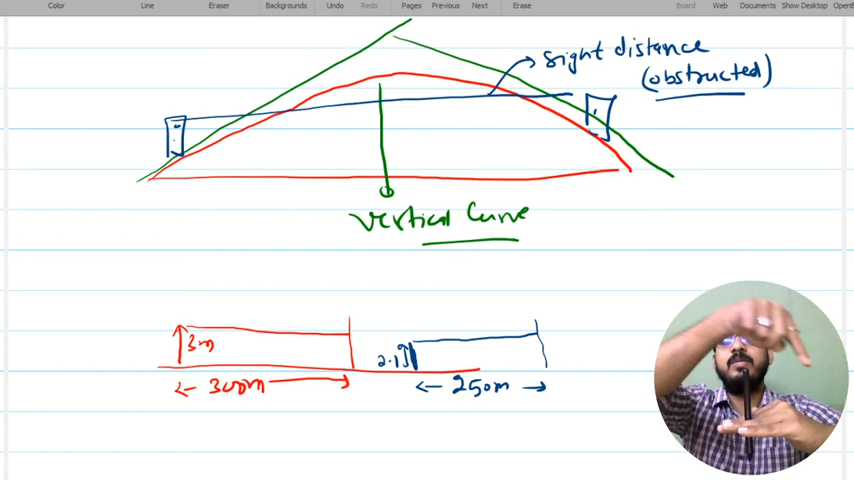 Color Line Eraser Backgrounds Undo Redo Pages Previous Next Erase Board Web Documents Show Desktop
sight distance
(obstructed)
Vertical Curve
3m
2.1
300m
250m